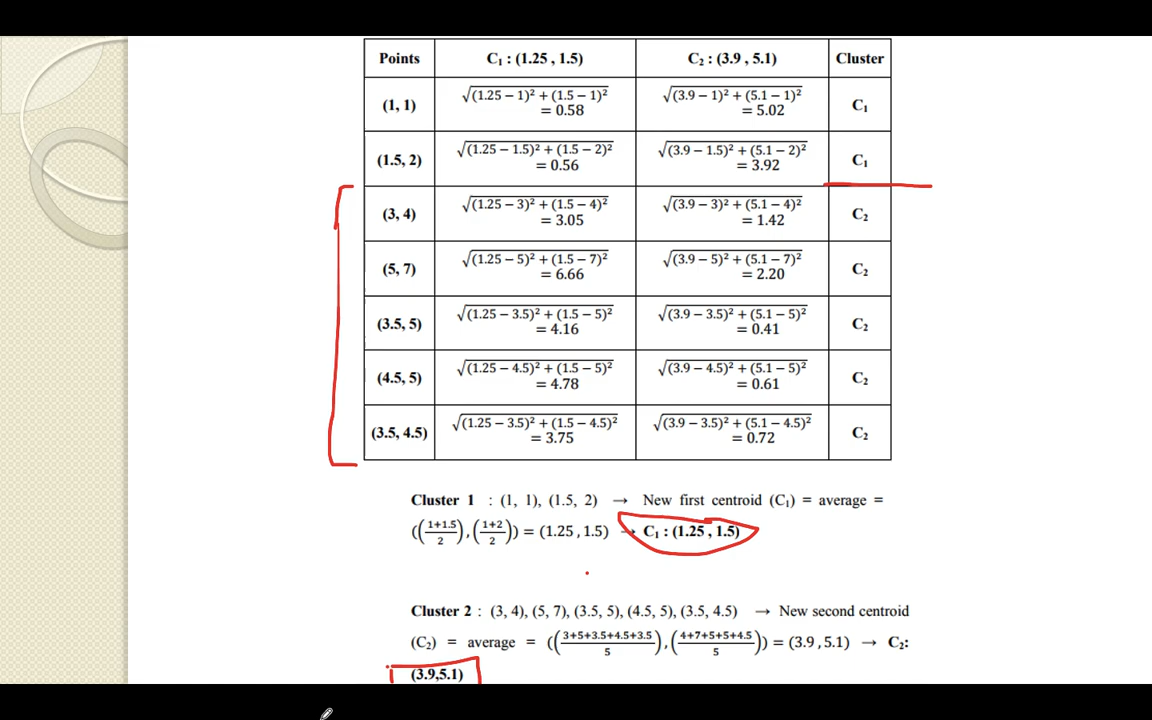 Points C₁ : (1.25 , 1.5) C₂ : (3.9 , 5.1) Cluster
(1, 1) √(1.25 − 1)² + (1.5 − 1)² = 0.58 √(3.9 − 1)² + (5.1 − 1)² = 5.02 C₁
(1.5, 2) √(1.25 − 1.5)² + (1.5 − 2)² = 0.56 √(3.9 − 1.5)² + (5.1 − 2)² = 3.92 C₁
(3, 4) √(1.25 − 3)² + (1.5 − 4)² = 3.05 √(3.9 − 3)² + (5.1 − 4)² = 1.42 C₂
(5, 7) √(1.25 − 5)² + (1.5 − 7)² = 6.66 √(3.9 − 5)² + (5.1 − 7)² = 2.20 C₂
(3.5, 5) √(1.25 − 3.5)² + (1.5 − 5)² = 4.16 √(3.9 − 3.5)² + (5.1 − 5)² = 0.41 C₂
(4.5, 5) √(1.25 − 4.5)² + (1.5 − 5)² = 4.78 √(3.9 − 4.5)² + (5.1 − 5)² = 0.61 C₂
(3.5, 4.5) √(1.25 − 3.5)² + (1.5 − 4.5)² = 3.75 √(3.9 − 3.5)² + (5.1 − 4.5)² = 0.72 C₂
Cluster 1 : (1, 1), (1.5, 2) → New first centroid (C₁) = average =
((1+1.5/2), (1+2/2)) = (1.25 , 1.5) → C₁ : (1.25 , 1.5)
Cluster 2 : (3, 4), (5, 7), (3.5, 5), (4.5, 5), (3.5, 4.5) → New second centroid
(C₂) = average = ((3+5+3.5+4.5+3.5/5), (4+7+5+5+4.5/5)) = (3.9 , 5.1) → C₂:
(3.9,5.1)